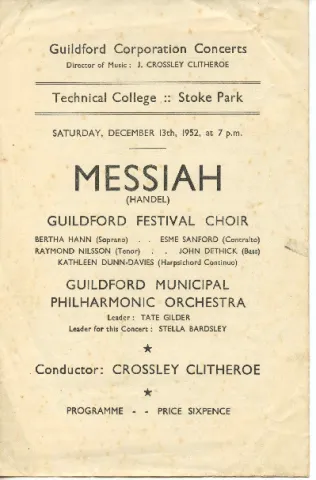 Guildford Corporation Concerts
Director of Music : J. CROSSLEY CLITHEROE
Technical College :: Stoke Park
SATURDAY, DECEMBER 13th, 1952, at 7 p.m.
MESSIAH
(HANDEL)
GUILDFORD FESTIVAL CHOIR
BERTHA HANN (Soprano) . . ESME SANFORD (Contralto)
RAYMOND NILSSON (Tenor) . . JOHN DETHICK (Bass)
KATHLEEN DUNN-DAVIES (Harpsichord Continuo)
GUILDFORD MUNICIPAL
PHILHARMONIC ORCHESTRA
Leader : TATE GILDER
Leader for this Concert : STELLA BARDSLEY
★
Conductor: CROSSLEY CLITHEROE
★
PROGRAMME - - PRICE SIXPENCE